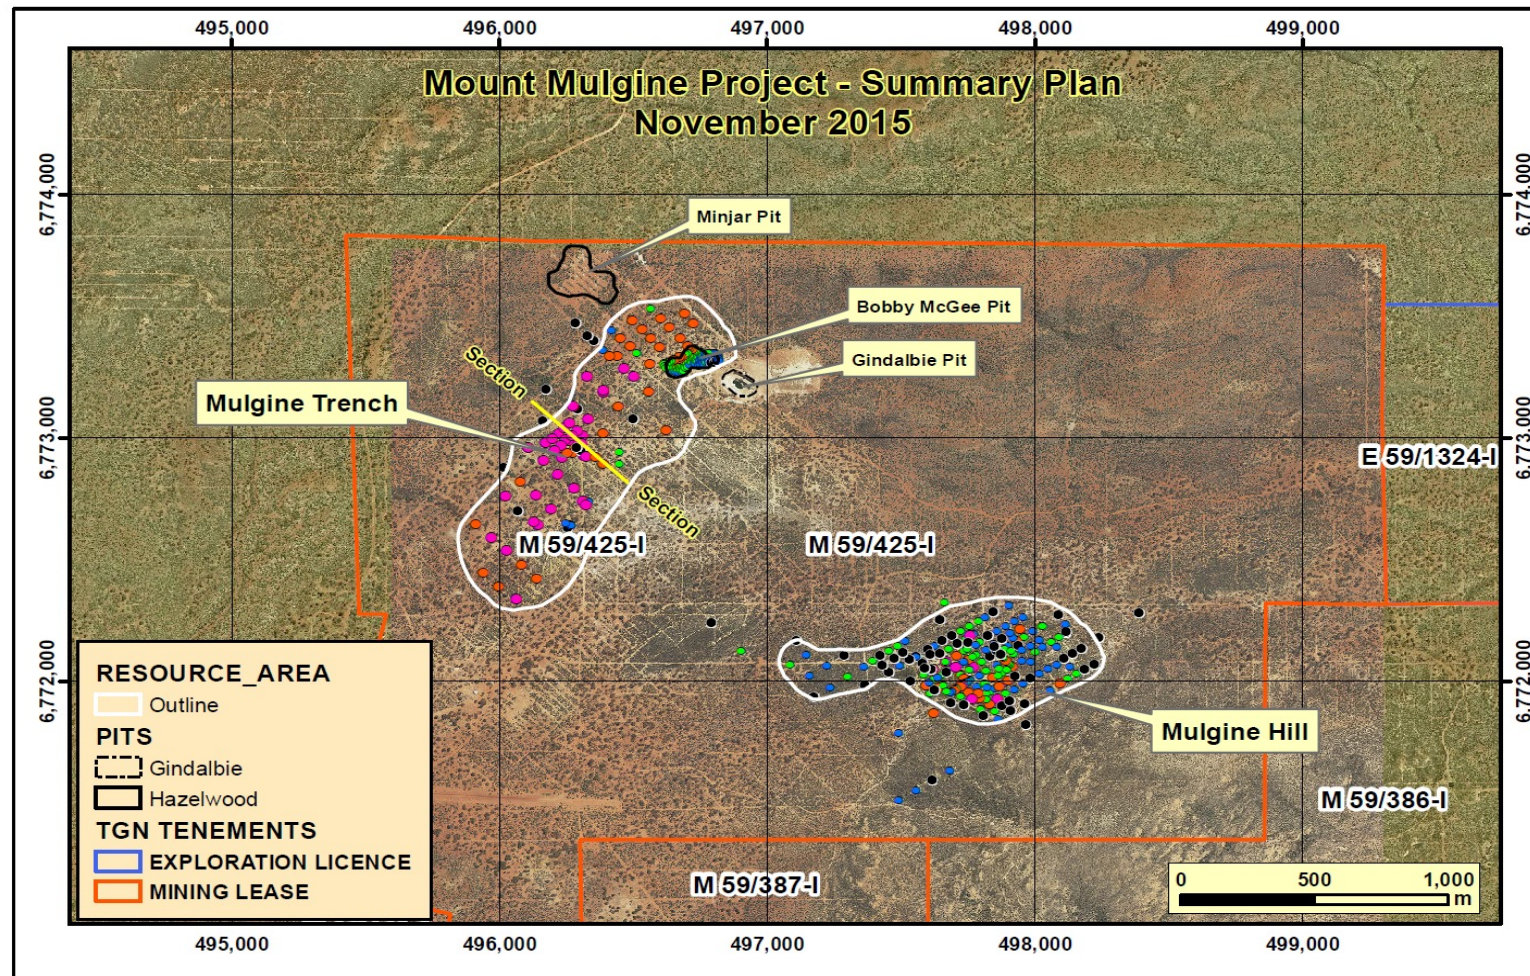 495,000 496,000 497,000 498,000 499,000
Mount Mulgine Project - Summary Plan
November 2015
6,774,000 6,774,000
Minjar Pit
Bobby McGee Pit
Gindalbie Pit
Section
Mulgine Trench
6,773,000 6,773,000
E 59/1324-I
Section
M 59/425-I M 59/425-I
6,772,000 6,772,000
Mulgine Hill
M 59/386-I
M 59/387-I
RESOURCE_AREA
Outline
PITS
Gindalbie
Hazelwood
TGN TENEMENTS
EXPLORATION LICENCE
MINING LEASE
0 500 1,000
m
495,000 496,000 497,000 498,000 499,000